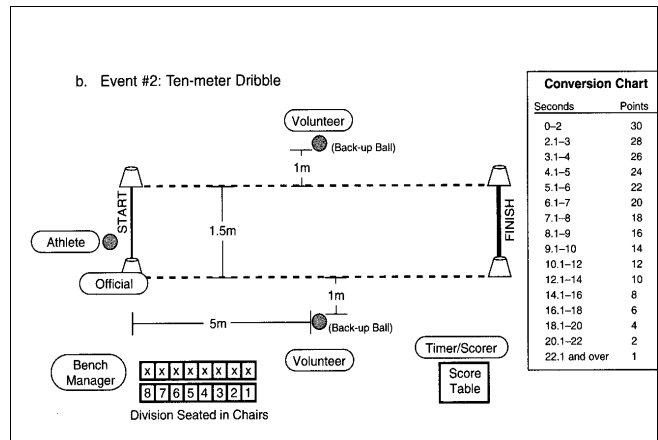 b. Event #2: Ten-meter Dribble
Volunteer
(Back-up Ball)
1m
START
1.5m
FINISH
Athlete
Official
1m
5m
(Back-up Ball)
Volunteer
Timer/Scorer
Score
Table
Bench
Manager
x x x x x x x x
8 7 6 5 4 3 2 1
Division Seated in Chairs
Conversion Chart
Seconds Points
0–2 30
2.1–3 28
3.1–4 26
4.1–5 24
5.1–6 22
6.1–7 20
7.1–8 18
8.1–9 16
9.1–10 14
10.1–12 12
12.1–14 10
14.1–16 8
16.1–18 6
18.1–20 4
20.1–22 2
22.1 and over 1